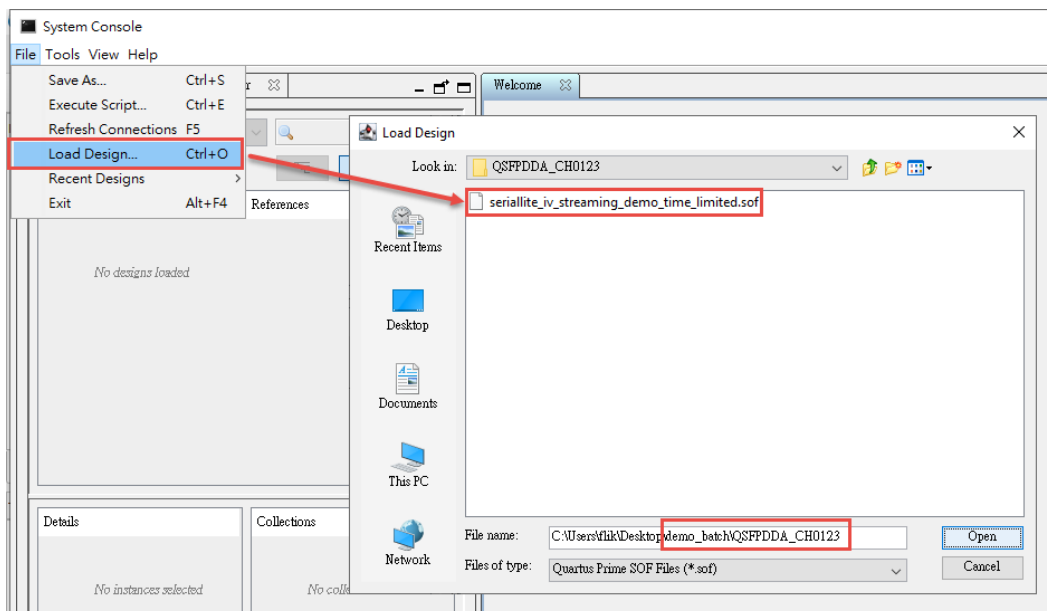 System Console
File Tools View Help
Save As... Ctrl+S
Execute Script... Ctrl+E
Refresh Connections F5
Load Design... Ctrl+O
Recent Designs >
Exit Alt+F4
Welcome
References
No designs loaded
Details
No instances selected
Collections
Load Design
Look in: QSFPDDA_CH0123
seriallite_iv_streaming_demo_time_limited.sof
Recent Items
Desktop
Documents
This PC
Network
File name: C:\Users\flik\Desktop\demo_batch\QSFPDDA_CH0123
Open
Files of type: Quartus Prime SOF Files (*.sof)
Cancel